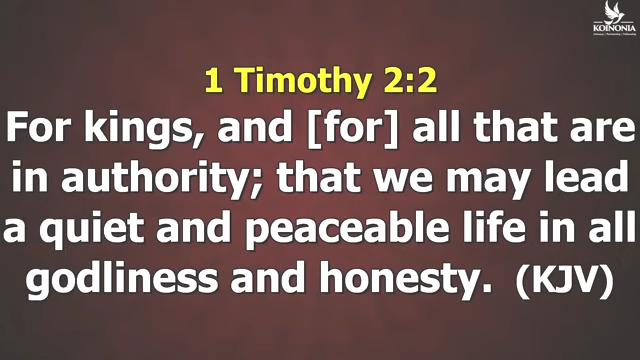 KOINONIA
1 Timothy 2:2
For kings, and [for] all that are
in authority; that we may lead
a quiet and peaceable life in all
godliness and honesty. (KJV)